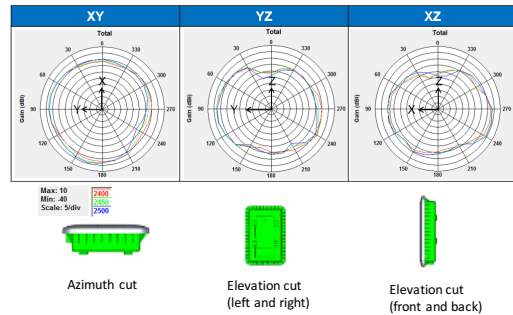 XY
YZ
XZ
Total
Total
Total
0
30
330
60
300
90
270
120
240
150
210
180
Gain (dBi)
X
Y
0
30
330
60
300
90
270
120
240
150
210
180
Gain (dBi)
Z
Y
0
30
330
60
300
90
270
120
240
150
210
180
Gain (dBi)
Z
X
Max: 10
Min: -40
Scale: 5/div
2400
2450
2500
Azimuth cut
Elevation cut
(left and right)
Elevation cut
(front and back)